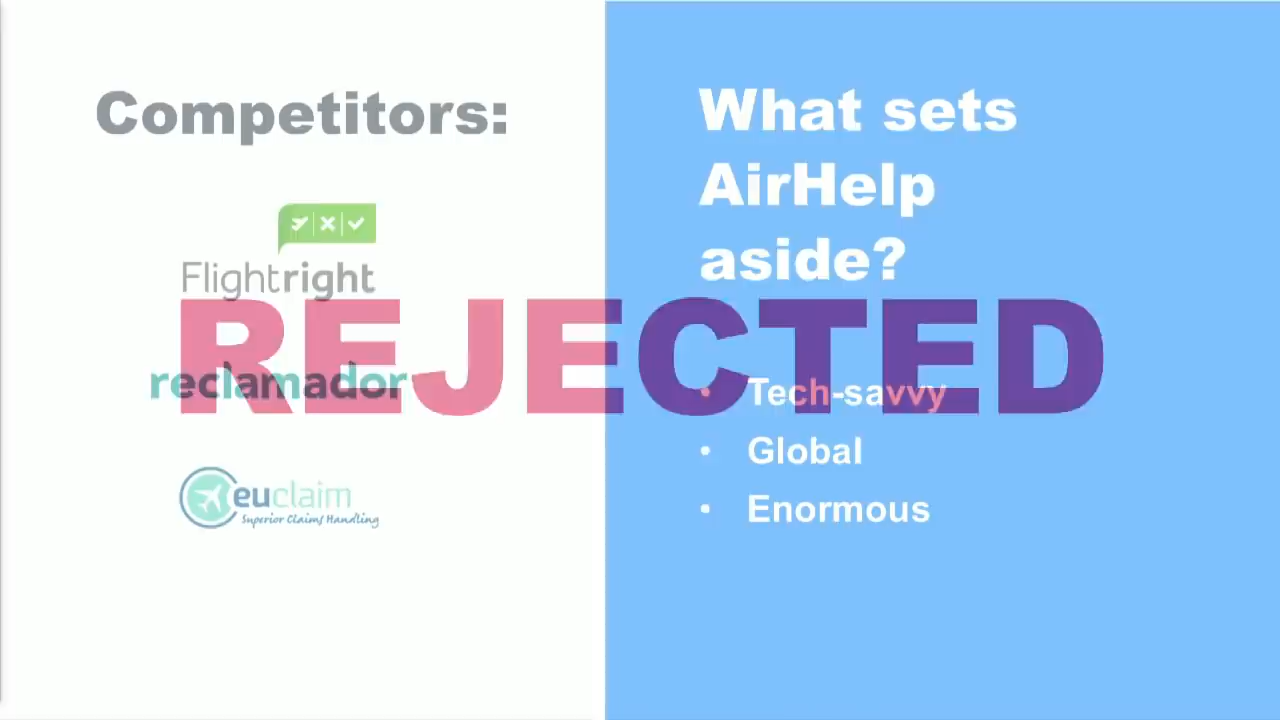 Competitors:
Flightright
reclamador
euclaim
Superior Claims Handling
What sets
AirHelp
aside?
REJECTED
• Tech-savvy
• Global
• Enormous